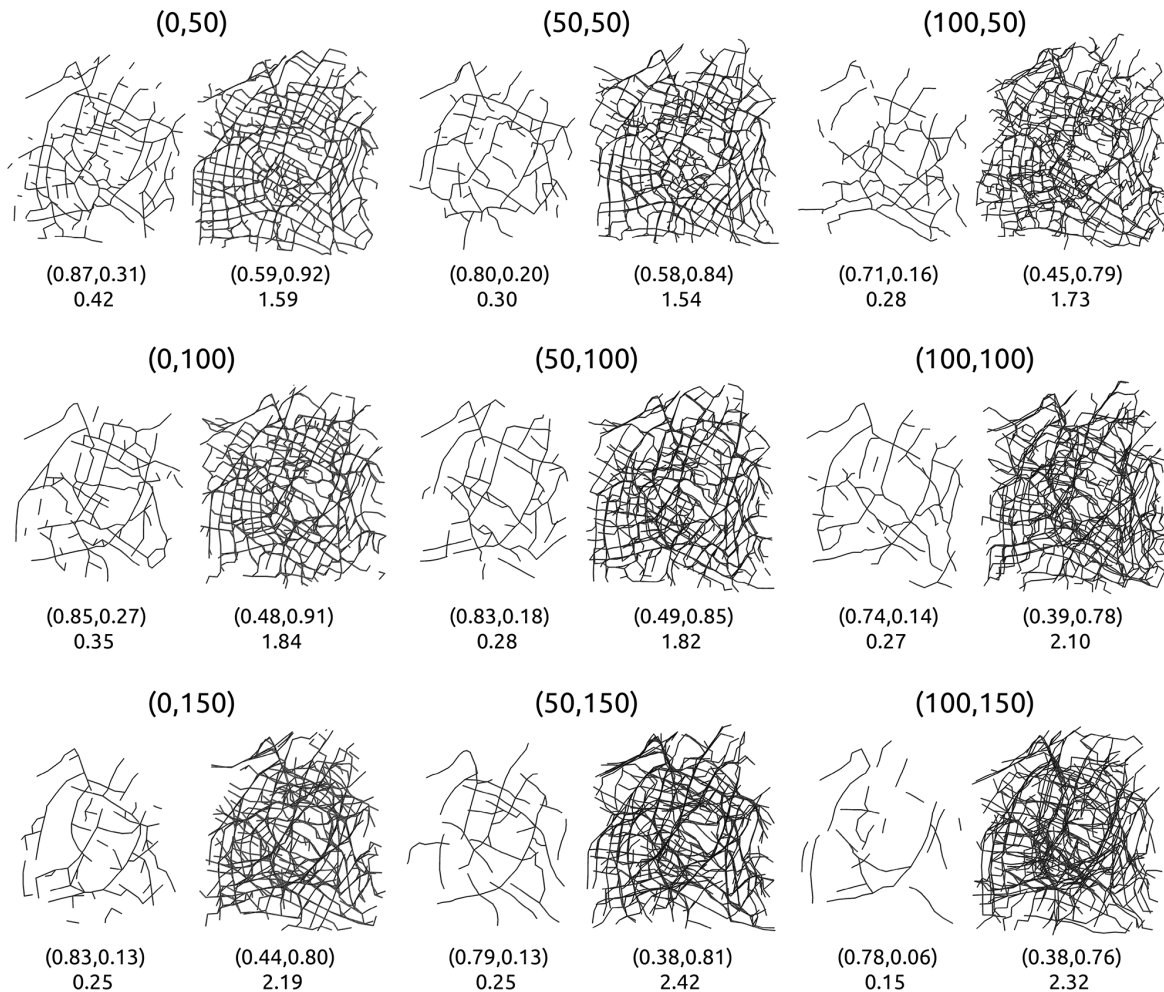 (0,50) (50,50) (100,50)
(0.87,0.31) (0.59,0.92) (0.80,0.20) (0.58,0.84) (0.71,0.16) (0.45,0.79)
0.42 1.59 0.30 1.54 0.28 1.73
(0,100) (50,100) (100,100)
(0.85,0.27) (0.48,0.91) (0.83,0.18) (0.49,0.85) (0.74,0.14) (0.39,0.78)
0.35 1.84 0.28 1.82 0.27 2.10
(0,150) (50,150) (100,150)
(0.83,0.13) (0.44,0.80) (0.79,0.13) (0.38,0.81) (0.78,0.06) (0.38,0.76)
0.25 2.19 0.25 2.42 0.15 2.32